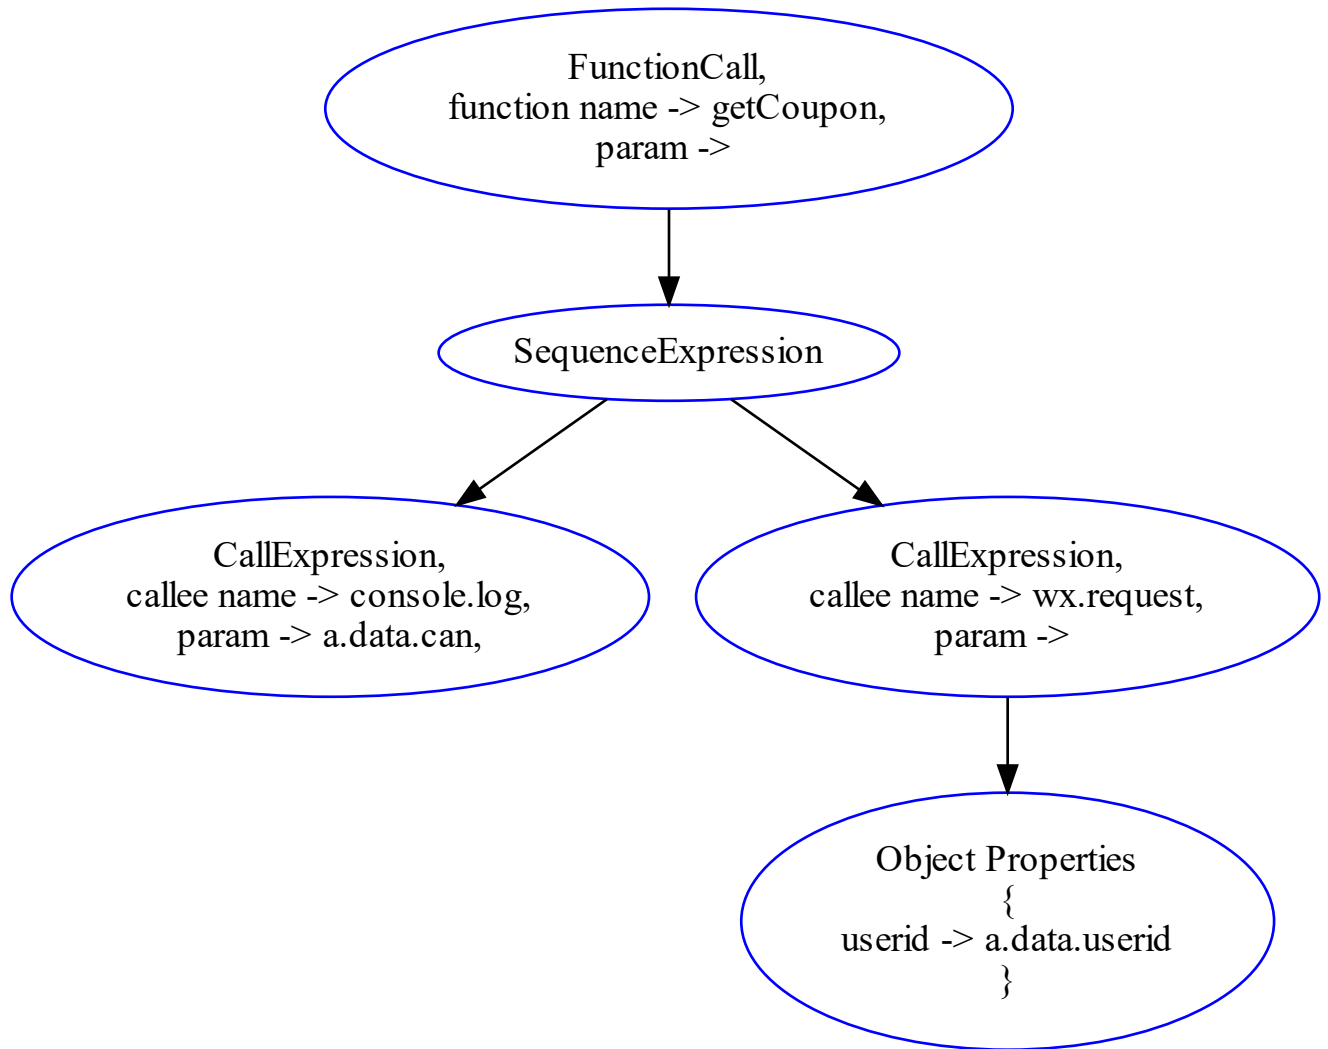 FunctionCall,
function name -> getCoupon,
param ->
SequenceExpression
CallExpression,
callee name -> console.log,
param -> a.data.can,
CallExpression,
callee name -> wx.request,
param ->
Object Properties
{
userid -> a.data.userid
}